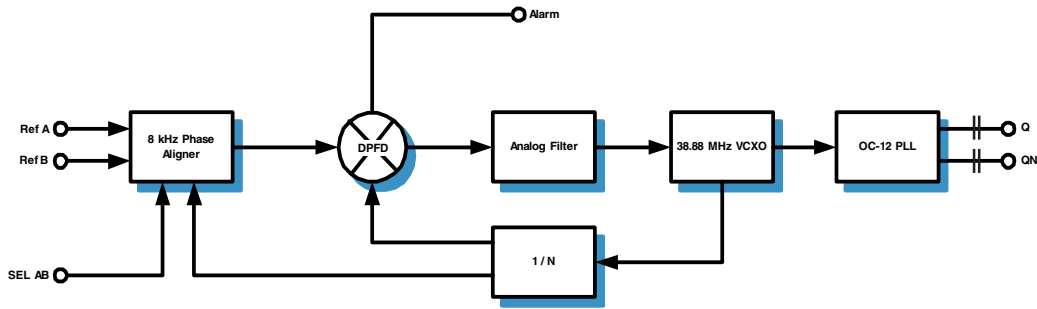 Alarm
Ref A
Ref B
8 kHz Phase
Aligner
DPFD
Analog Filter
38.88 MHz VCXO
OC-12 PLL
Q
QN
1 / N
SEL AB